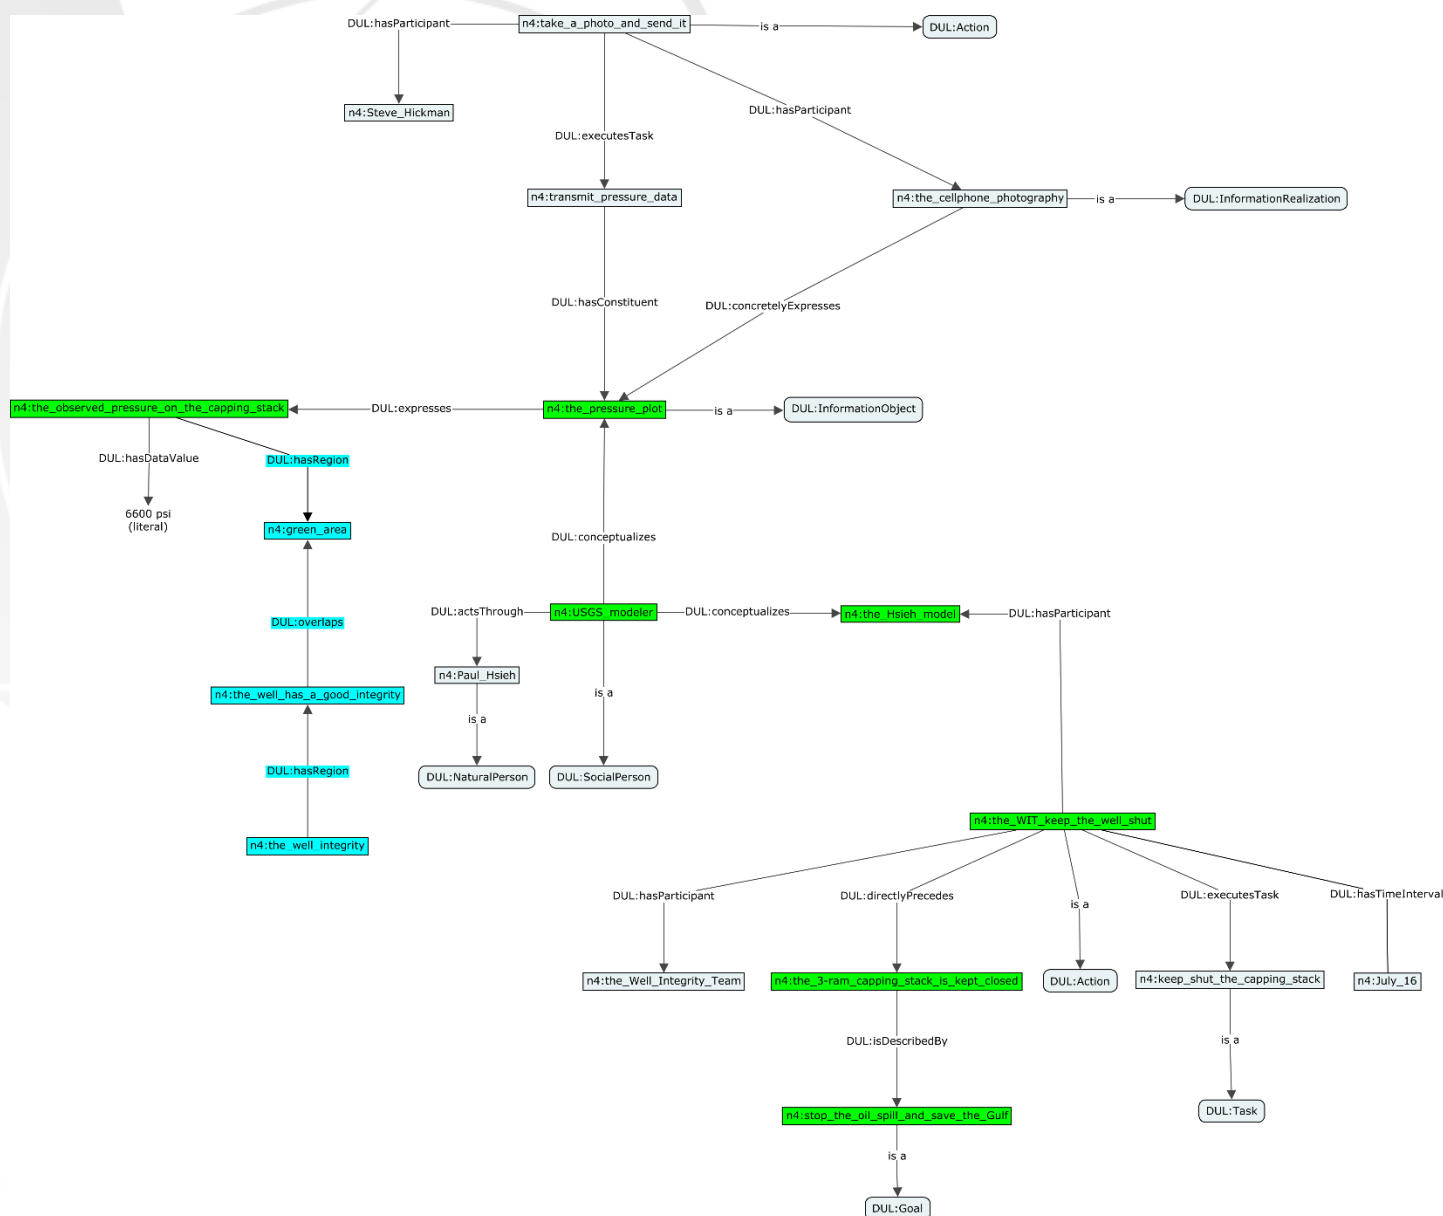 DUL:hasParticipant
n4:take_a_photo_and_send_it
is a
DUL:Action
n4:Steve_Hickman
DUL:hasParticipant
DUL:executesTask
n4:transmit_pressure_data
n4:the_cellphone_photography
is a
DUL:InformationRealization
DUL:hasConstituent
DUL:concretelyExpresses
n4:the_observed_pressure_on_the_capping_stack
DUL:expresses
n4:the_pressure_plot
is a
DUL:InformationObject
DUL:hasDataValue
DUL:hasRegion
6600 psi
(literal)
n4:green_area
DUL:conceptualizes
DUL:overlaps
DUL:actsThrough
n4:USGS_modeler
DUL:conceptualizes
n4:the_Hsieh_model
DUL:hasParticipant
n4:Paul_Hsieh
n4:the_well_has_a_good_integrity
is a
is a
DUL:hasRegion
DUL:NaturalPerson
DUL:SocialPerson
n4:the_WIT_keep_the_well_shut
n4:the_well_integrity
DUL:hasParticipant
DUL:directlyPrecedes
is a
DUL:executesTask
DUL:hasTimeInterval
n4:the_Well_Integrity_Team
n4:the_3-ram_capping_stack_is_kept_closed
DUL:Action
n4:keep_shut_the_capping_stack
n4:July_16
DUL:isDescribedBy
is a
n4:stop_the_oil_spill_and_save_the_Gulf
DUL:Task
is a
DUL:Goal